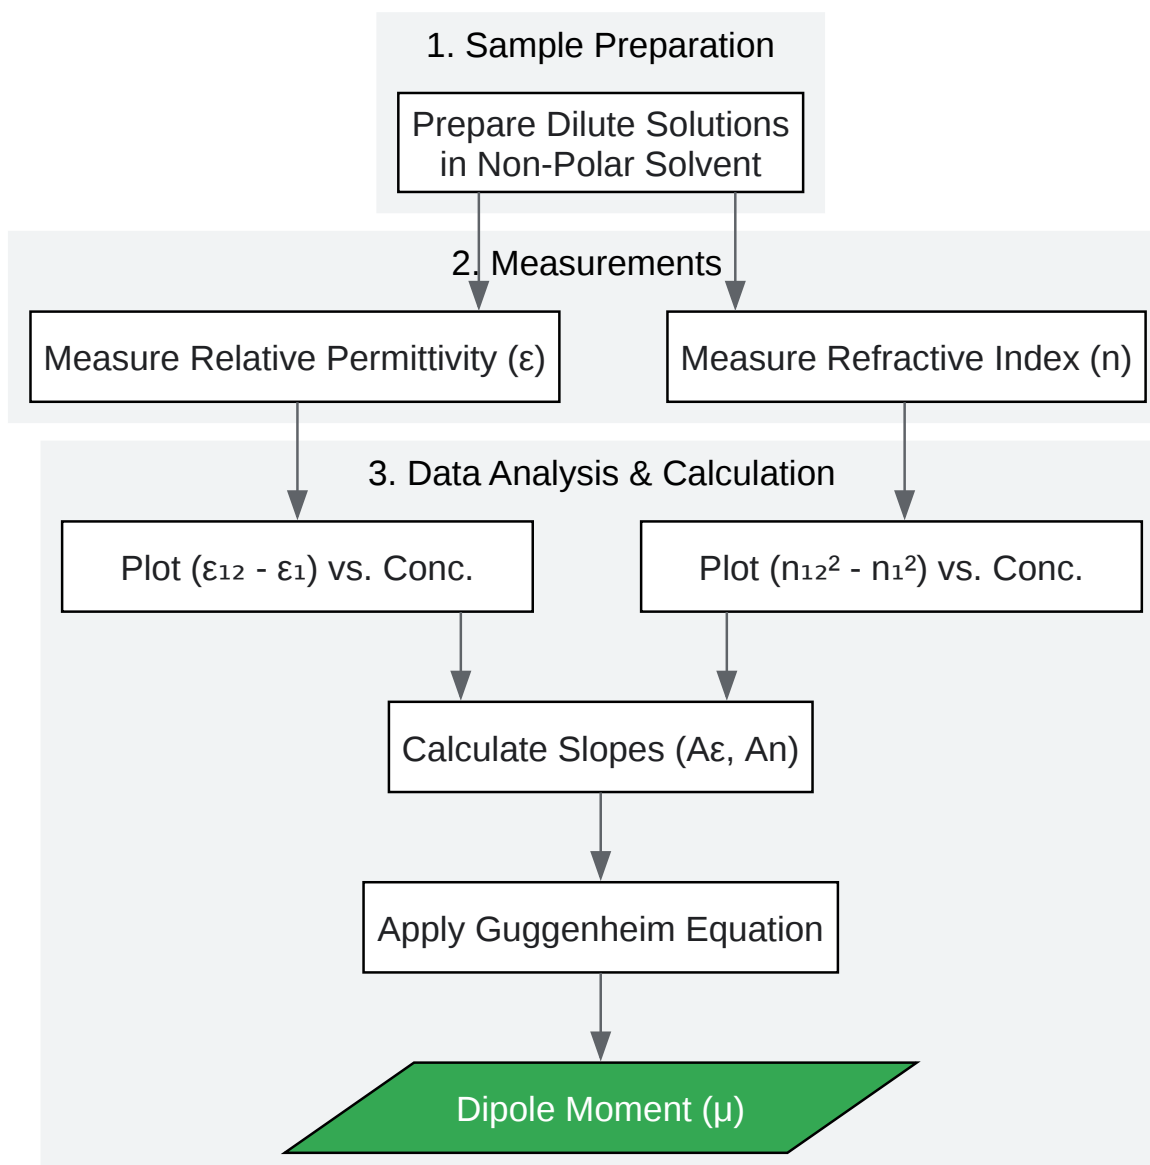 1. Sample Preparation
Prepare Dilute Solutions
in Non-Polar Solvent
2. Measurements
Measure Relative Permittivity (ε)
Measure Refractive Index (n)
3. Data Analysis & Calculation
Plot (ε₁₂ - ε₁) vs. Conc.
Plot (n₁₂² - n₁²) vs. Conc.
Calculate Slopes (Aε, An)
Apply Guggenheim Equation
Dipole Moment (μ)